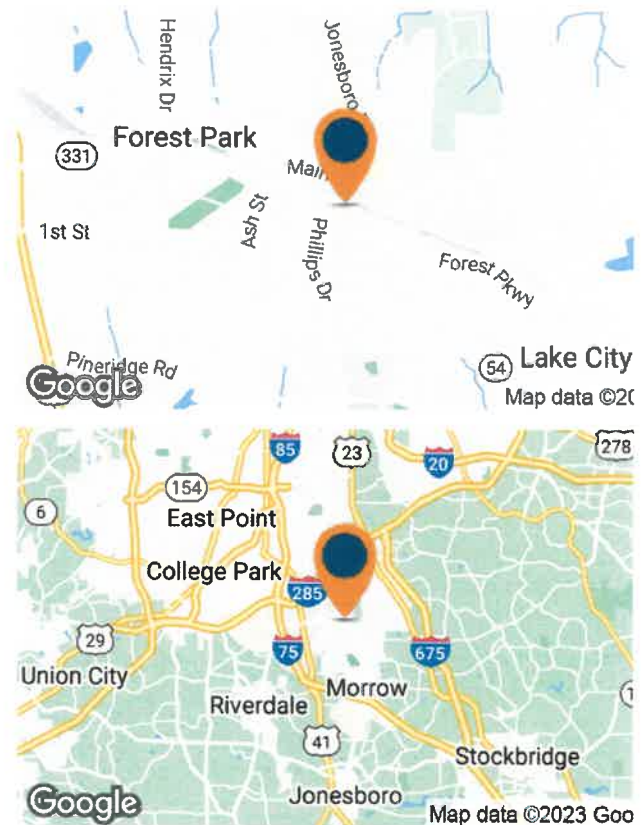 Hendrix Dr
Jonesboro
Forest Park
331
Main
Ash St
1st St
Phillips Dr
Forest Pkwy
Pineridge Rd
54
Lake City
Google
Map data ©20
85
23
20
278
154
6
East Point
College Park
285
29
75
675
Union City
Morrow
Riverdale
41
Stockbridge
Jonesboro
Google
Map data ©2023 Goo